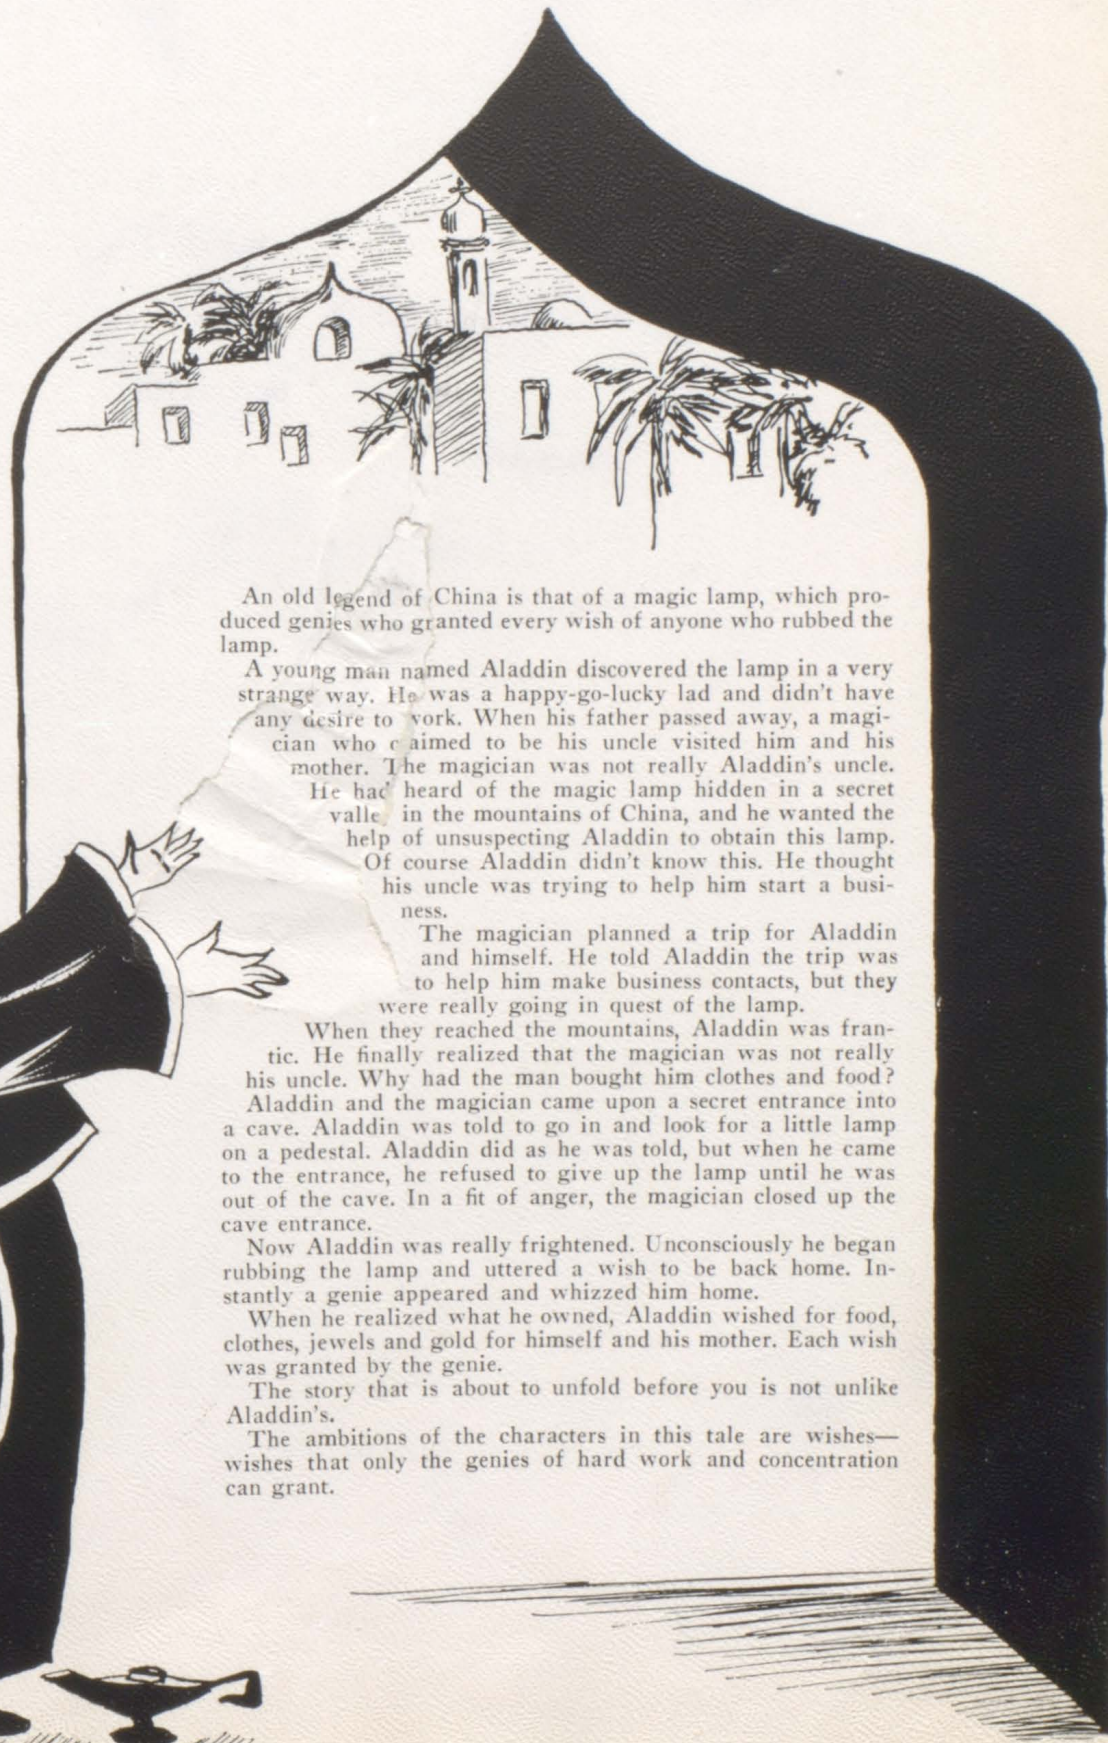 An old legend of China is that of a magic lamp, which pro-
duced genies who granted every wish of anyone who rubbed the
lamp.
A young man named Aladdin discovered the lamp in a very
strange way. He was a happy-go-lucky lad and didn't have
any desire to work. When his father passed away, a magi-
cian who claimed to be his uncle visited him and his
mother. The magician was not really Aladdin's uncle.
He had heard of the magic lamp hidden in a secret
valle in the mountains of China, and he wanted the
help of unsuspecting Aladdin to obtain this lamp.
Of course Aladdin didn't know this. He thought
his uncle was trying to help him start a busi-
ness.
The magician planned a trip for Aladdin
and himself. He told Aladdin the trip was
to help him make business contacts, but they
were really going in quest of the lamp.
When they reached the mountains, Aladdin was fran-
tic. He finally realized that the magician was not really
his uncle. Why had the man bought him clothes and food?
Aladdin and the magician came upon a secret entrance into
a cave. Aladdin was told to go in and look for a little lamp
on a pedestal. Aladdin did as he was told, but when he came
to the entrance, he refused to give up the lamp until he was
out of the cave. In a fit of anger, the magician closed up the
cave entrance.
Now Aladdin was really frightened. Unconsciously he began
rubbing the lamp and uttered a wish to be back home. In-
stantly a genie appeared and whizzed him home.
When he realized what he owned, Aladdin wished for food,
clothes, jewels and gold for himself and his mother. Each wish
was granted by the genie.
The story that is about to unfold before you is not unlike
Aladdin's.
The ambitions of the characters in this tale are wishes—
wishes that only the genies of hard work and concentration
can grant.